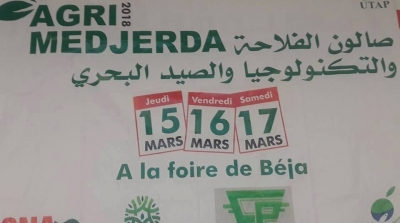 AGRI 2018
MEDJERDA
UTAP
صالون الفلاحة
والتكنولوجيا والصيد البحري
Jeudi 15 MARS
Vendredi 16 MARS
Samedi 17 MARS
A la foire de Béja